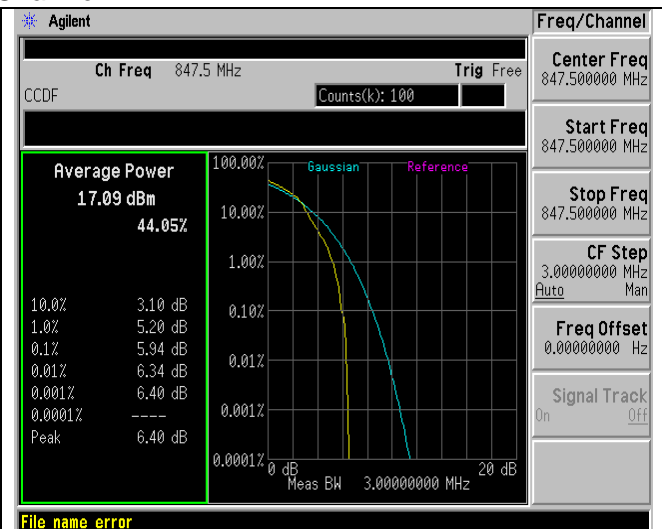 Agilent
Freq/Channel
Ch Freq 847.5 MHz Trig Free
CCDF Counts(k): 100
Average Power
17.09 dBm
44.05%
10.0% 3.10 dB
1.0% 5.20 dB
0.1% 5.94 dB
0.01% 6.34 dB
0.001% 6.40 dB
0.0001% ----
Peak 6.40 dB
Gaussian Reference
100.00%
10.00%
1.00%
0.10%
0.01%
0.001%
0.0001%
0 dB 20 dB
Meas BW 3.00000000 MHz
Center Freq
847.500000 MHz
Start Freq
847.500000 MHz
Stop Freq
847.500000 MHz
CF Step
3.00000000 MHz
Auto Man
Freq Offset
0.00000000 Hz
Signal Track
On Off
File name error